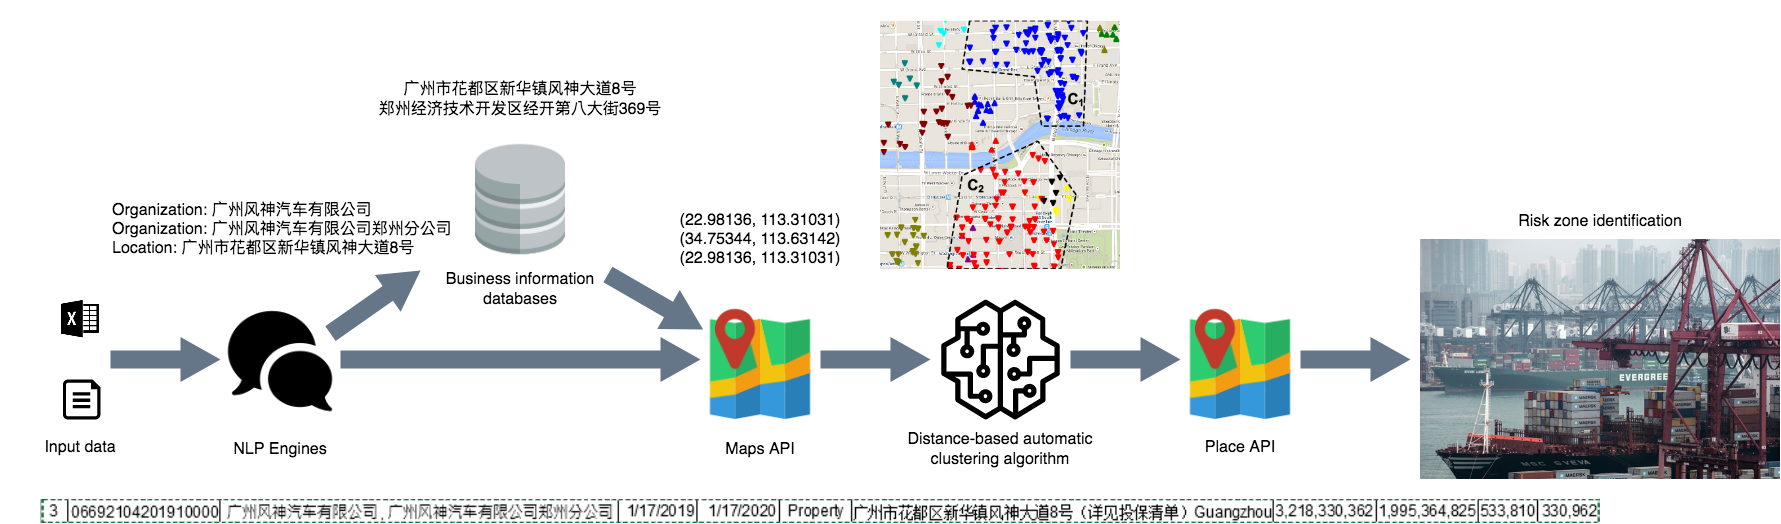 广州市花都区新华镇风神大道8号
郑州经济技术开发区经开第八大街369号
Organization: 广州风神汽车有限公司
Organization: 广州风神汽车有限公司郑州分公司
Location: 广州市花都区新华镇风神大道8号
Business information
databases
(22.98136, 113.31031)
(34.75344, 113.63142)
(22.98136, 113.31031)
C1
C2
Risk zone identification
EVERGREE
MSC SYEVA
X
Input data
NLP Engines
Maps API
Distance-based automatic
clustering algorithm
Place API
3 06692104201910000 广州风神汽车有限公司, 广州风神汽车有限公司郑州分公司 1/17/2019 1/17/2020 Property 广州市花都区新华镇风神大道8号（详见投保清单） Guangzhou 3,218,330,362 1,995,364,825 533,810 330,962